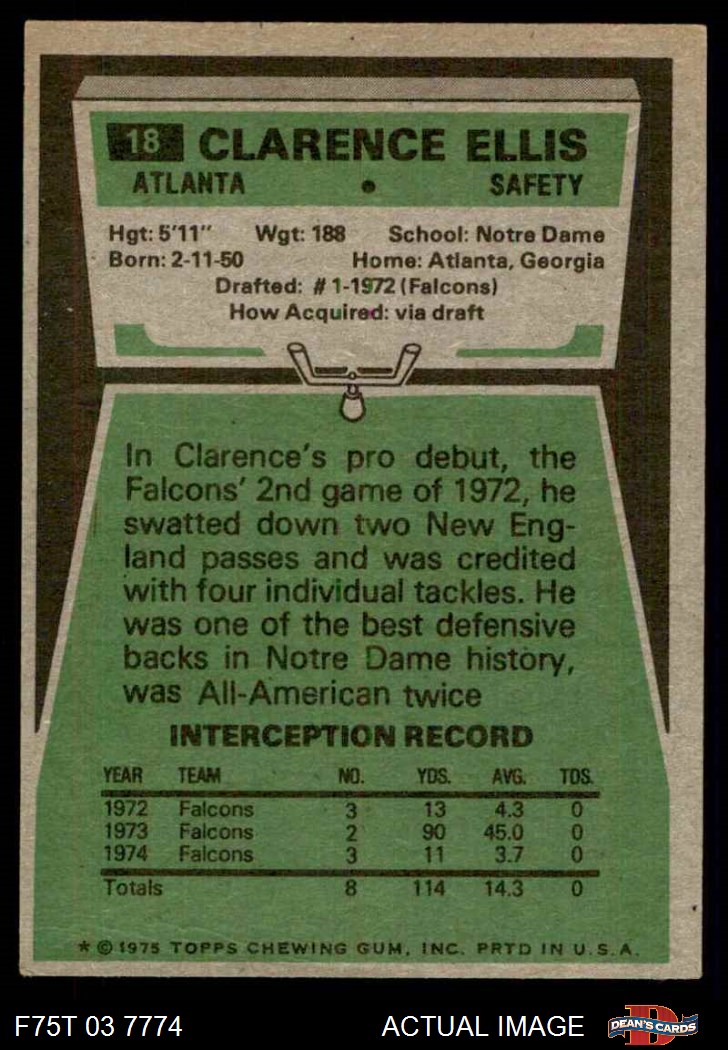 18 CLARENCE ELLIS
ATLANTA • SAFETY
Hgt: 5'11" Wgt: 188 School: Notre Dame
Born: 2-11-50 Home: Atlanta, Georgia
Drafted: #1-1972 (Falcons)
How Acquired: via draft
In Clarence's pro debut, the
Falcons' 2nd game of 1972, he
swatted down two New Eng-
land passes and was credited
with four individual tackles. He
was one of the best defensive
backs in Notre Dame history,
was All-American twice
INTERCEPTION RECORD
YEAR TEAM NO. YDS. AVG. TDS.
1972 Falcons 3 13 4.3 0
1973 Falcons 2 90 45.0 0
1974 Falcons 3 11 3.7 0
Totals 8 114 14.3 0
* © 1975 TOPPS CHEWING GUM, INC. PRTD IN U.S.A.
F75T 03 7774 ACTUAL IMAGE D DEAN'S CARDS